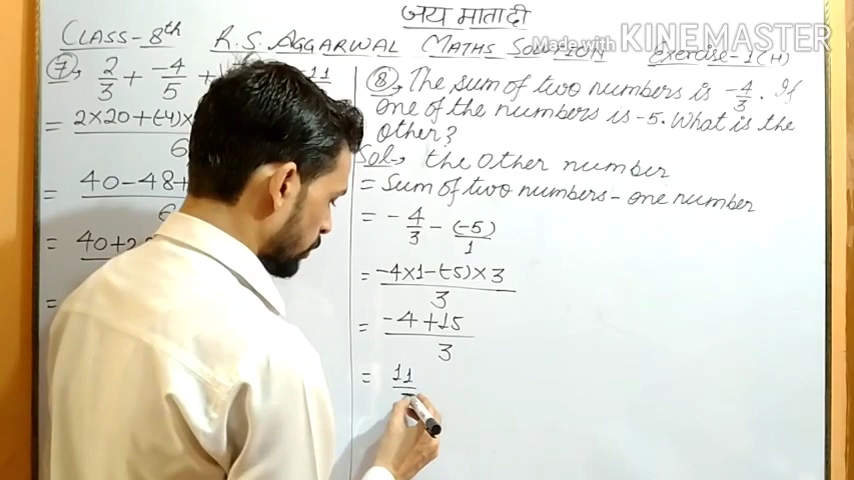 जय माता दी
Made with KINEMASTER
CLASS-8th R.S. AGGARWAL MATHS SOLUTION Exercise-1(H)
⑦, 2/3 + -4/5 + 11
= 2×20+(-4)×
6
= 40-48+
6
= 40+2
=
⑧, The sum of two numbers is -4/3. If
one of the numbers is -5. What is the
other?
Sol, the other number
= Sum of two numbers - one number
= -4/3 - (-5)/1
= -4×1-(-5)×3
3
= -4+15
3
= 11